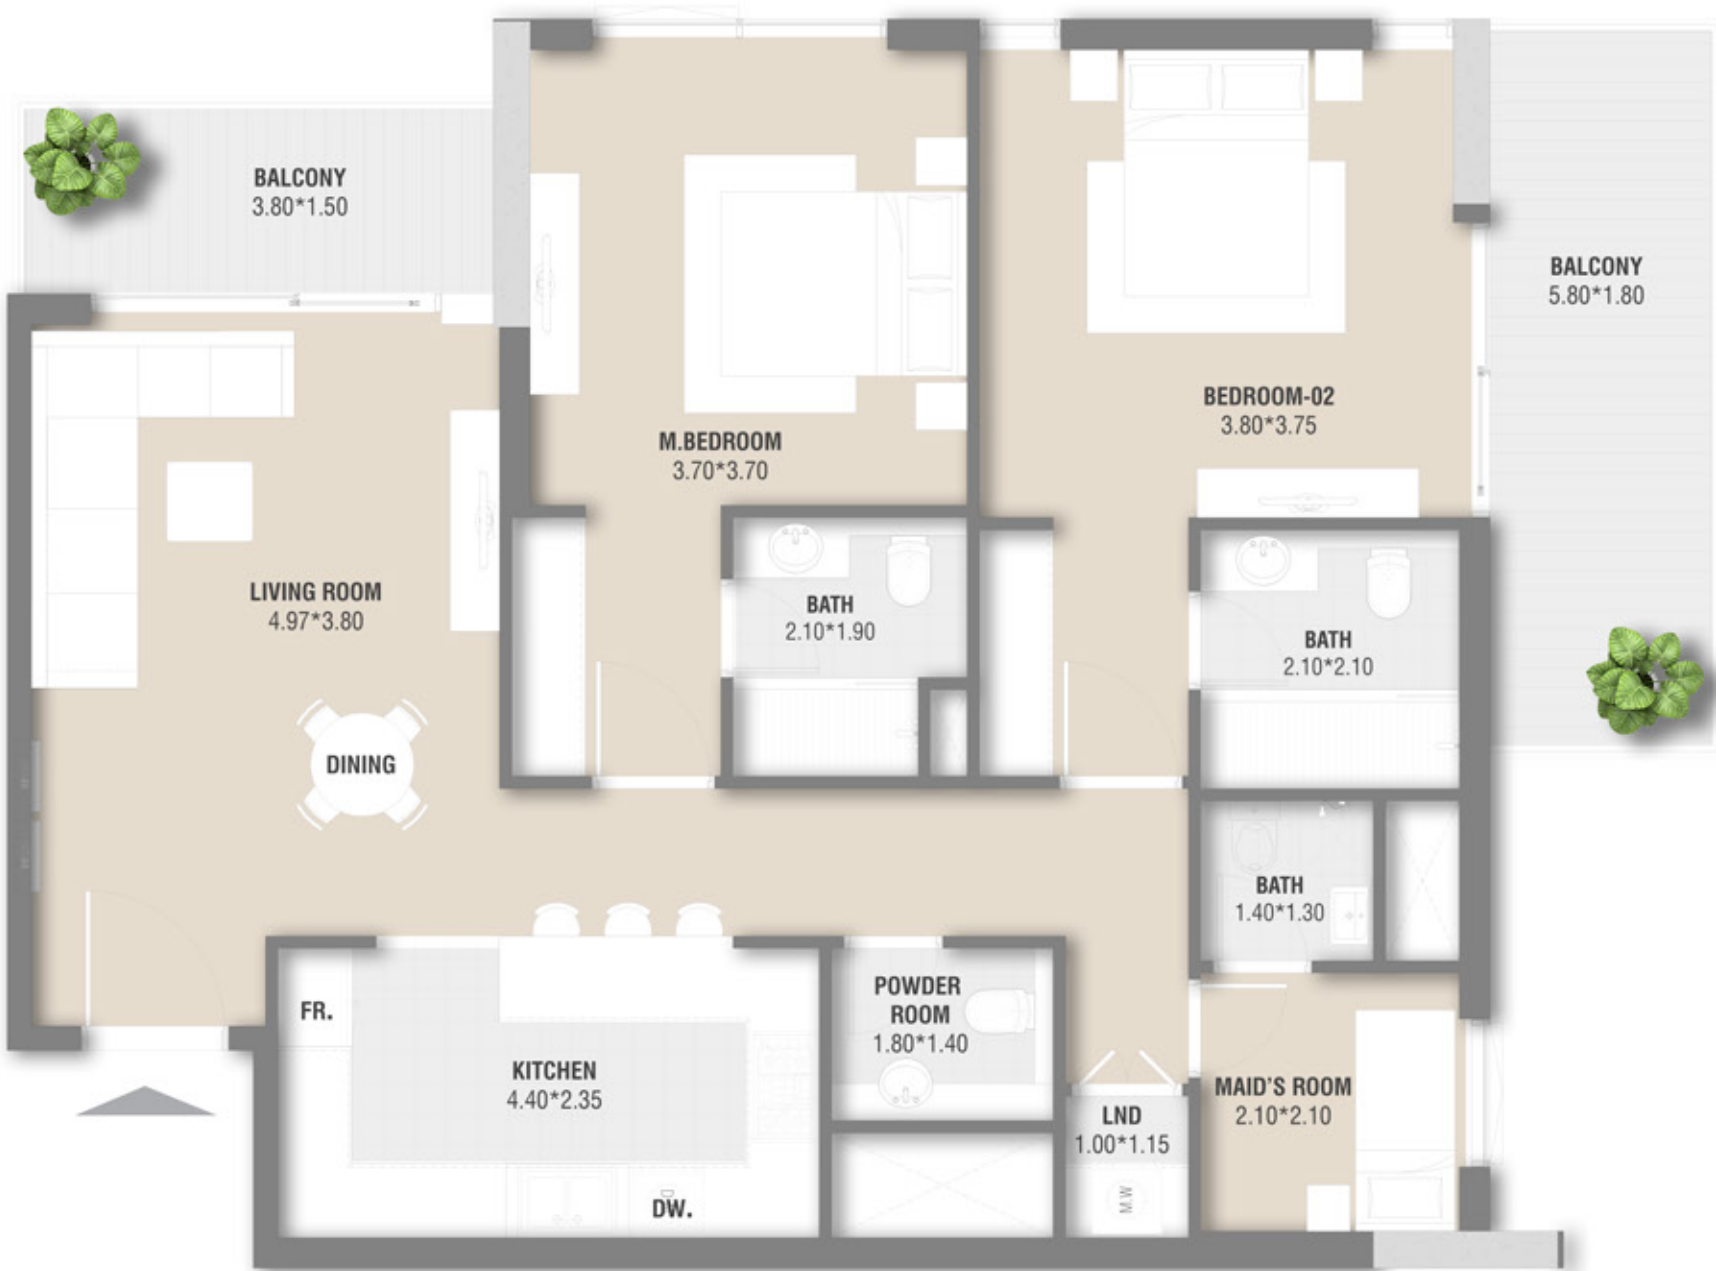 BALCONY
3.80*1.50
BALCONY
5.80*1.80
BEDROOM-02
3.80*3.75
M.BEDROOM
3.70*3.70
LIVING ROOM
4.97*3.80
BATH
2.10*1.90
BATH
2.10*2.10
DINING
BATH
1.40*1.30
FR.
KITCHEN
4.40*2.35
DW.
POWDER
ROOM
1.80*1.40
LND
1.00*1.15
M.W
MAID'S ROOM
2.10*2.10